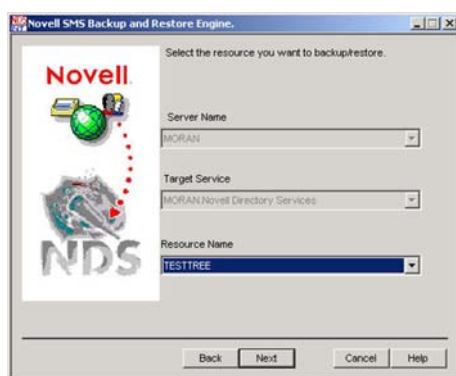 Novell SMS Backup and Restore Engine.
Select the resource you want to backup/restore.
Novell
Server Name
MORAN
Target Service
MORAN.Novell Directory Services
Resource Name
TESTTREE
NDS
Back Next Cancel Help